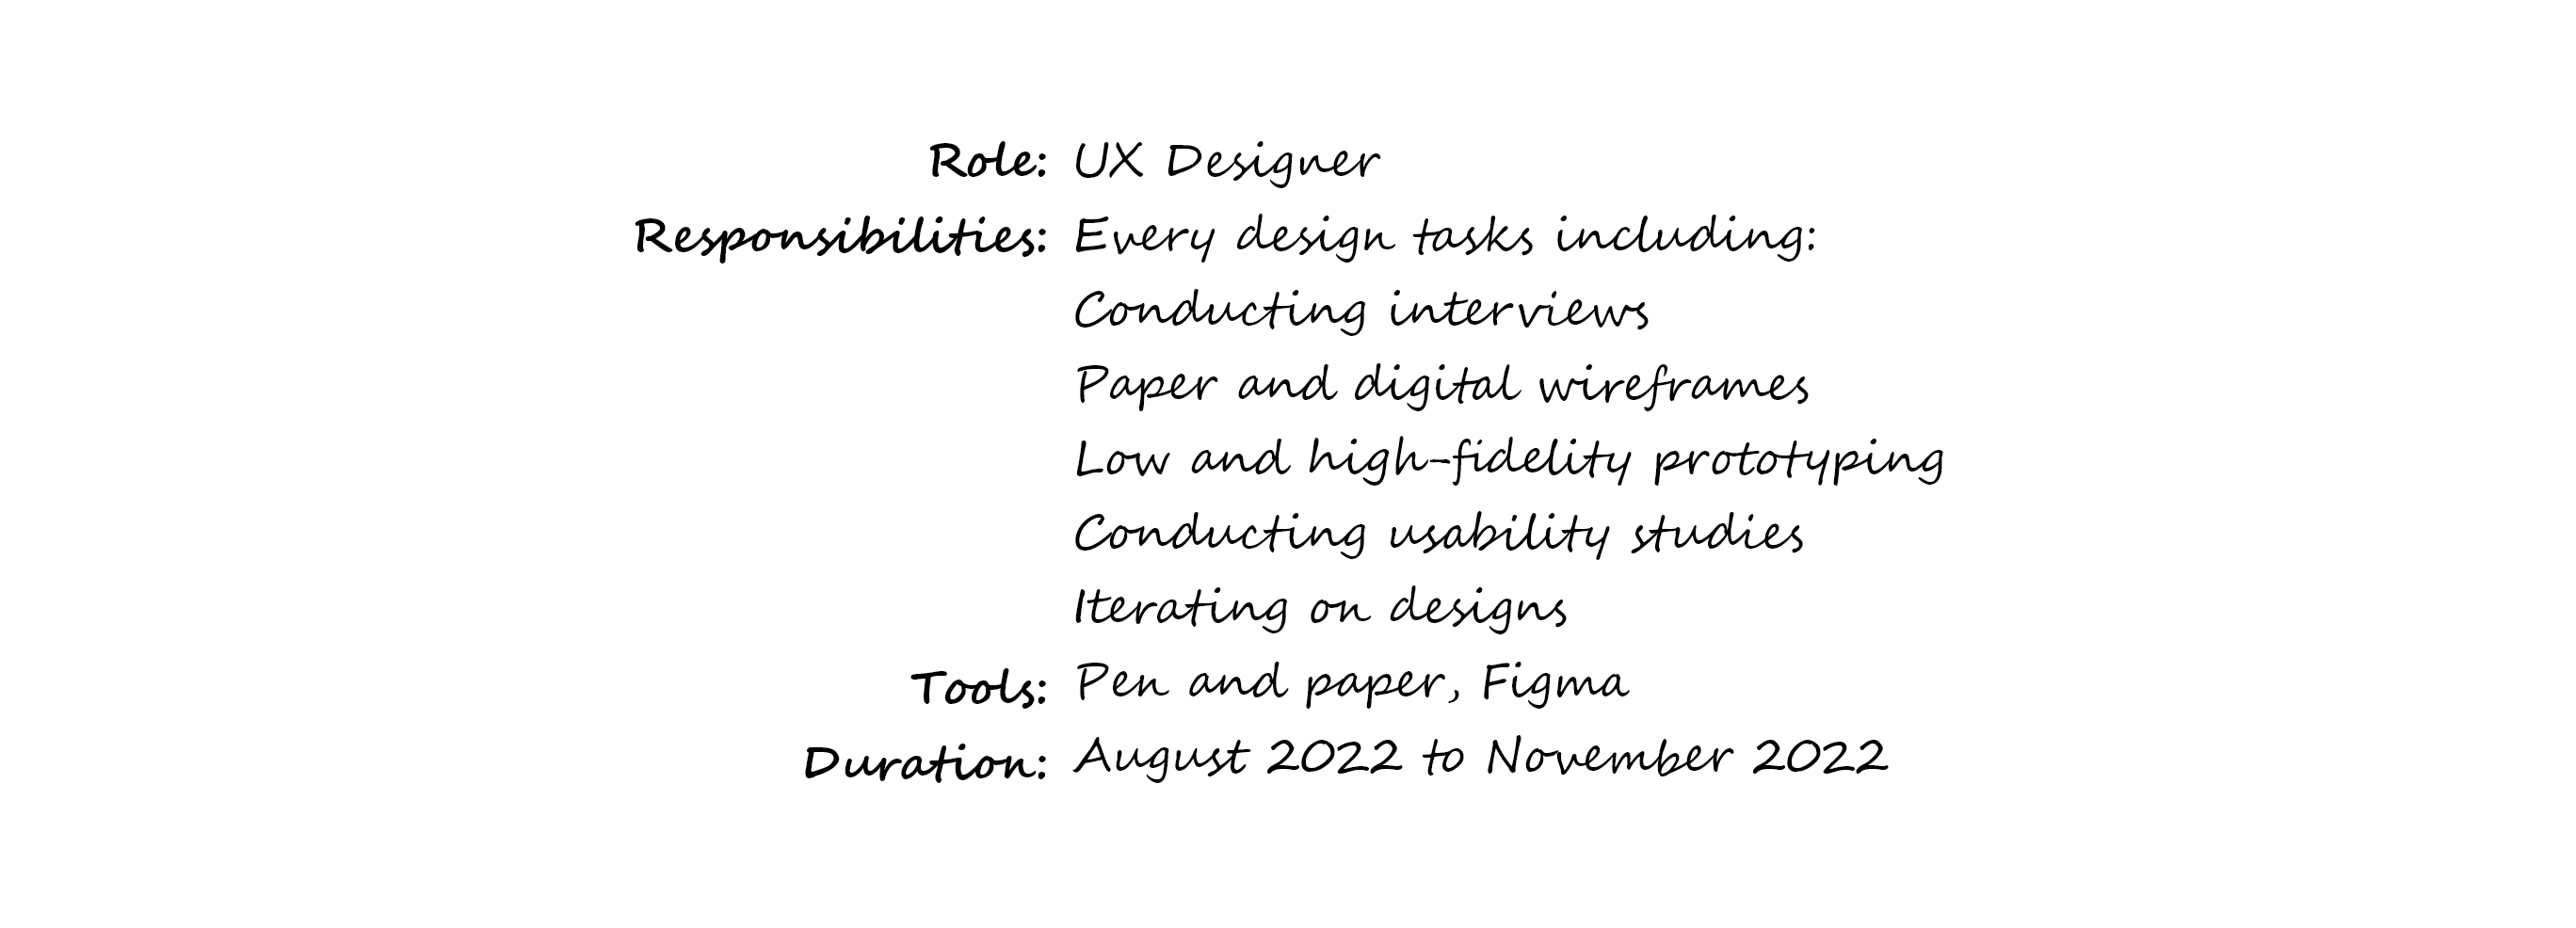 Role: UX Designer
Responsibilities: Every design tasks including:
Conducting interviews
Paper and digital wireframes
Low and high-fidelity prototyping
Conducting usability studies
Iterating on designs
Tools: Pen and paper, Figma
Duration: August 2022 to November 2022